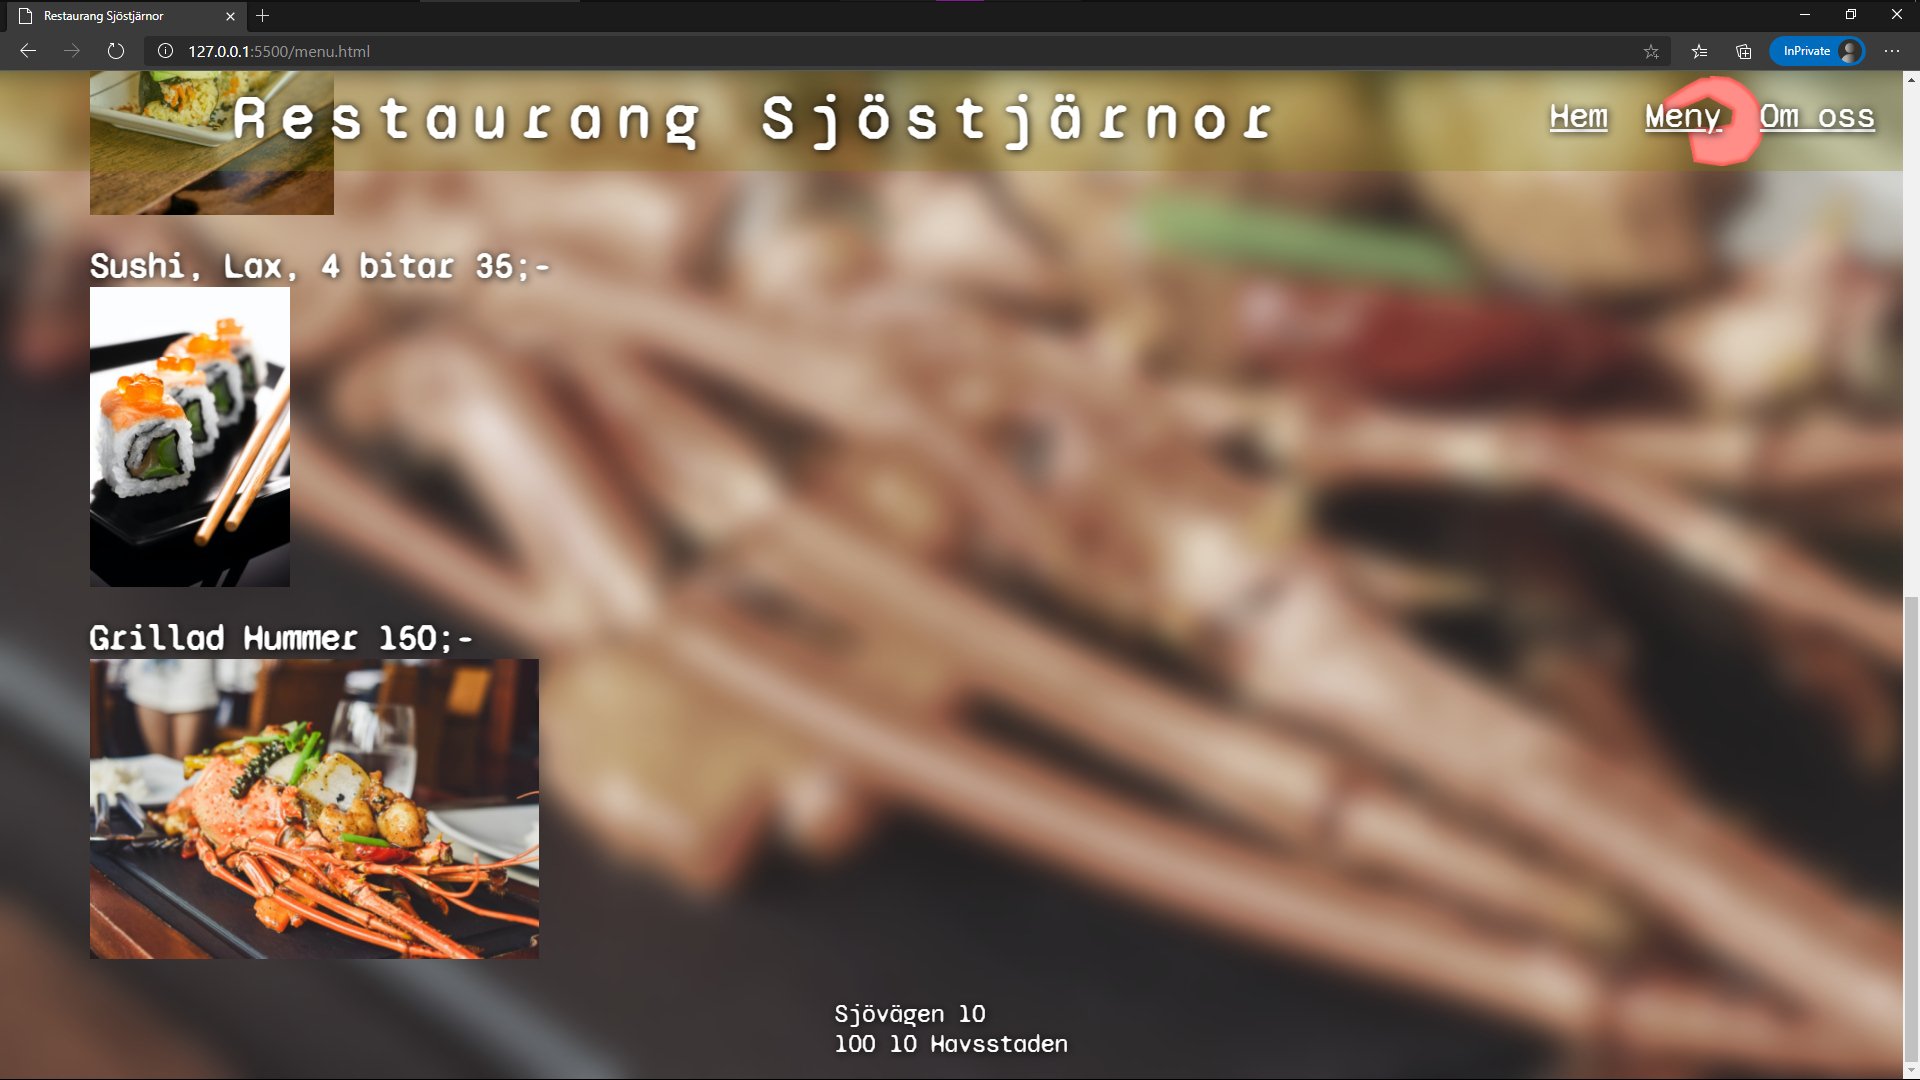 Restaurang Sjöstjärnor
127.0.0.1:5500/menu.html
InPrivate
Restaurang Sjöstjärnor
Hem Meny Om oss
Sushi, Lax, 4 bitar 35;-
Grillad Hummer 150;-
Sjövägen 10
100 10 Havsstaden